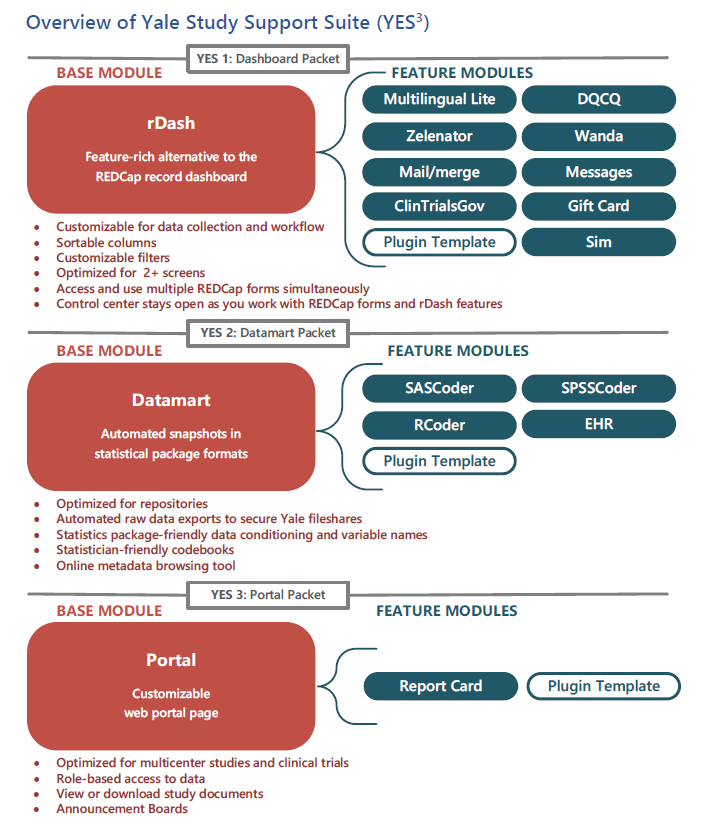 Overview of Yale Study Support Suite (YES³)
YES 1: Dashboard Packet
BASE MODULE
FEATURE MODULES
rDash
Feature-rich alternative to the
REDCap record dashboard
Multilingual Lite
DQCQ
Zelenator
Wanda
Mail/merge
Messages
ClinTrialsGov
Gift Card
Plugin Template
Sim
• Customizable for data collection and workflow
• Sortable columns
• Customizable filters
• Optimized for 2+ screens
• Access and use multiple REDCap forms simultaneously
• Control center stays open as you work with REDCap forms and rDash features
YES 2: Datamart Packet
BASE MODULE
FEATURE MODULES
Datamart
Automated snapshots in
statistical package formats
SASCoder
SPSSCoder
RCoder
EHR
Plugin Template
• Optimized for repositories
• Automated raw data exports to secure Yale fileshares
• Statistics package-friendly data conditioning and variable names
• Statistician-friendly codebooks
• Online metadata browsing tool
YES 3: Portal Packet
BASE MODULE
FEATURE MODULES
Portal
Customizable
web portal page
Report Card
Plugin Template
• Optimized for multicenter studies and clinical trials
• Role-based access to data
• View or download study documents
• Announcement Boards